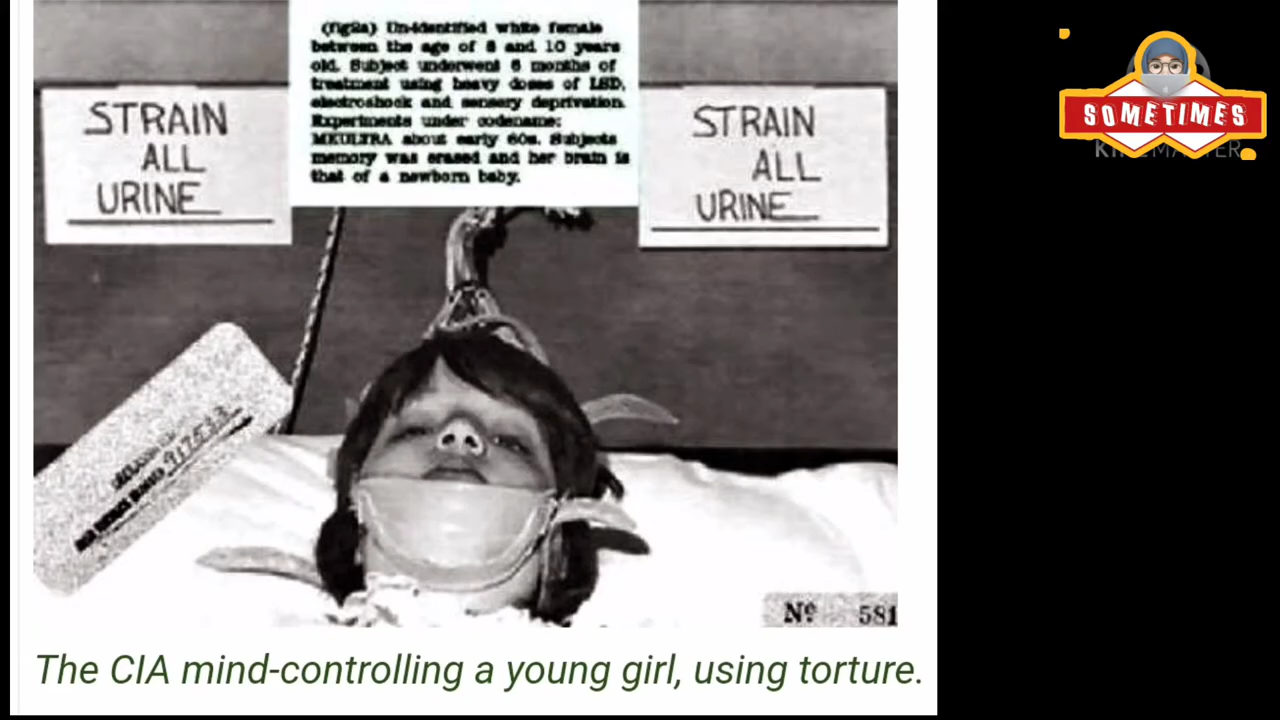 (fig2a) Un-identified white female
between the age of 8 and 10 years
old. Subject underwent 6 months of
treatment using heavy doses of LSD,
electroshock and sensory deprivation.
Experiments under codename:
MKULTRA about early 60s. Subjects
memory was erased and her brain is
that of a newborn baby.
STRAIN
ALL
URINE
STRAIN
ALL
URINE
SOMETIMES
Nº 581
The CIA mind-controlling a young girl, using torture.